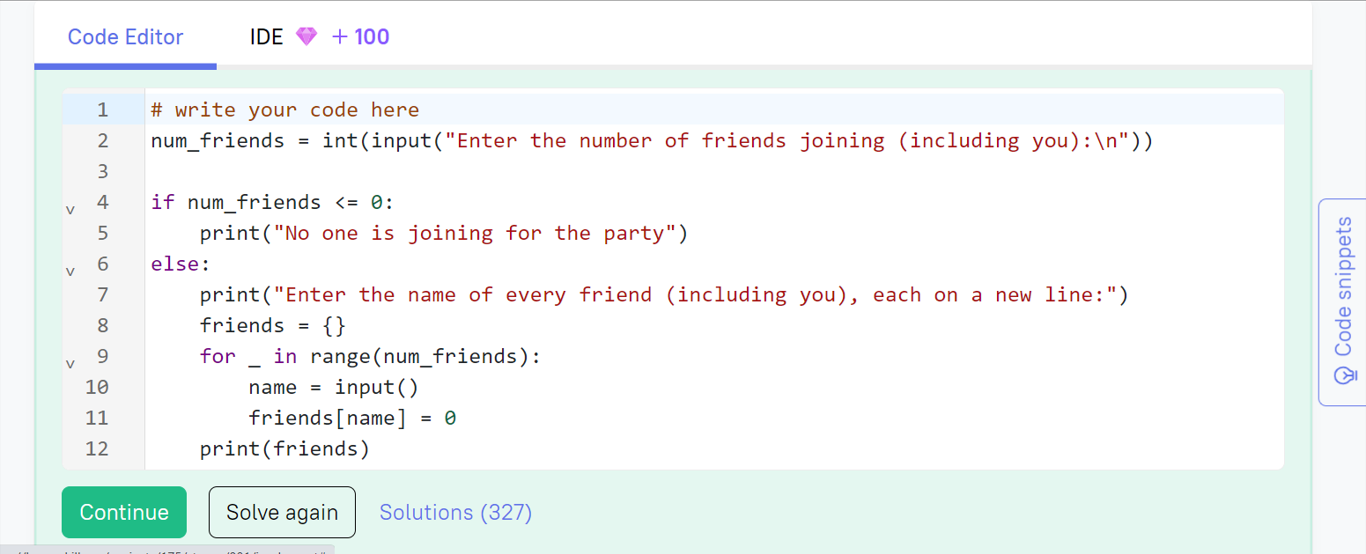 Code Editor IDE + 100
1 # write your code here
2 num_friends = int(input("Enter the number of friends joining (including you):\n"))
3
4 if num_friends <= 0:
5     print("No one is joining for the party")
6 else:
7     print("Enter the name of every friend (including you), each on a new line:")
8     friends = {}
9     for _ in range(num_friends):
10         name = input()
11         friends[name] = 0
12     print(friends)
Code snippets
Continue Solve again Solutions (327)